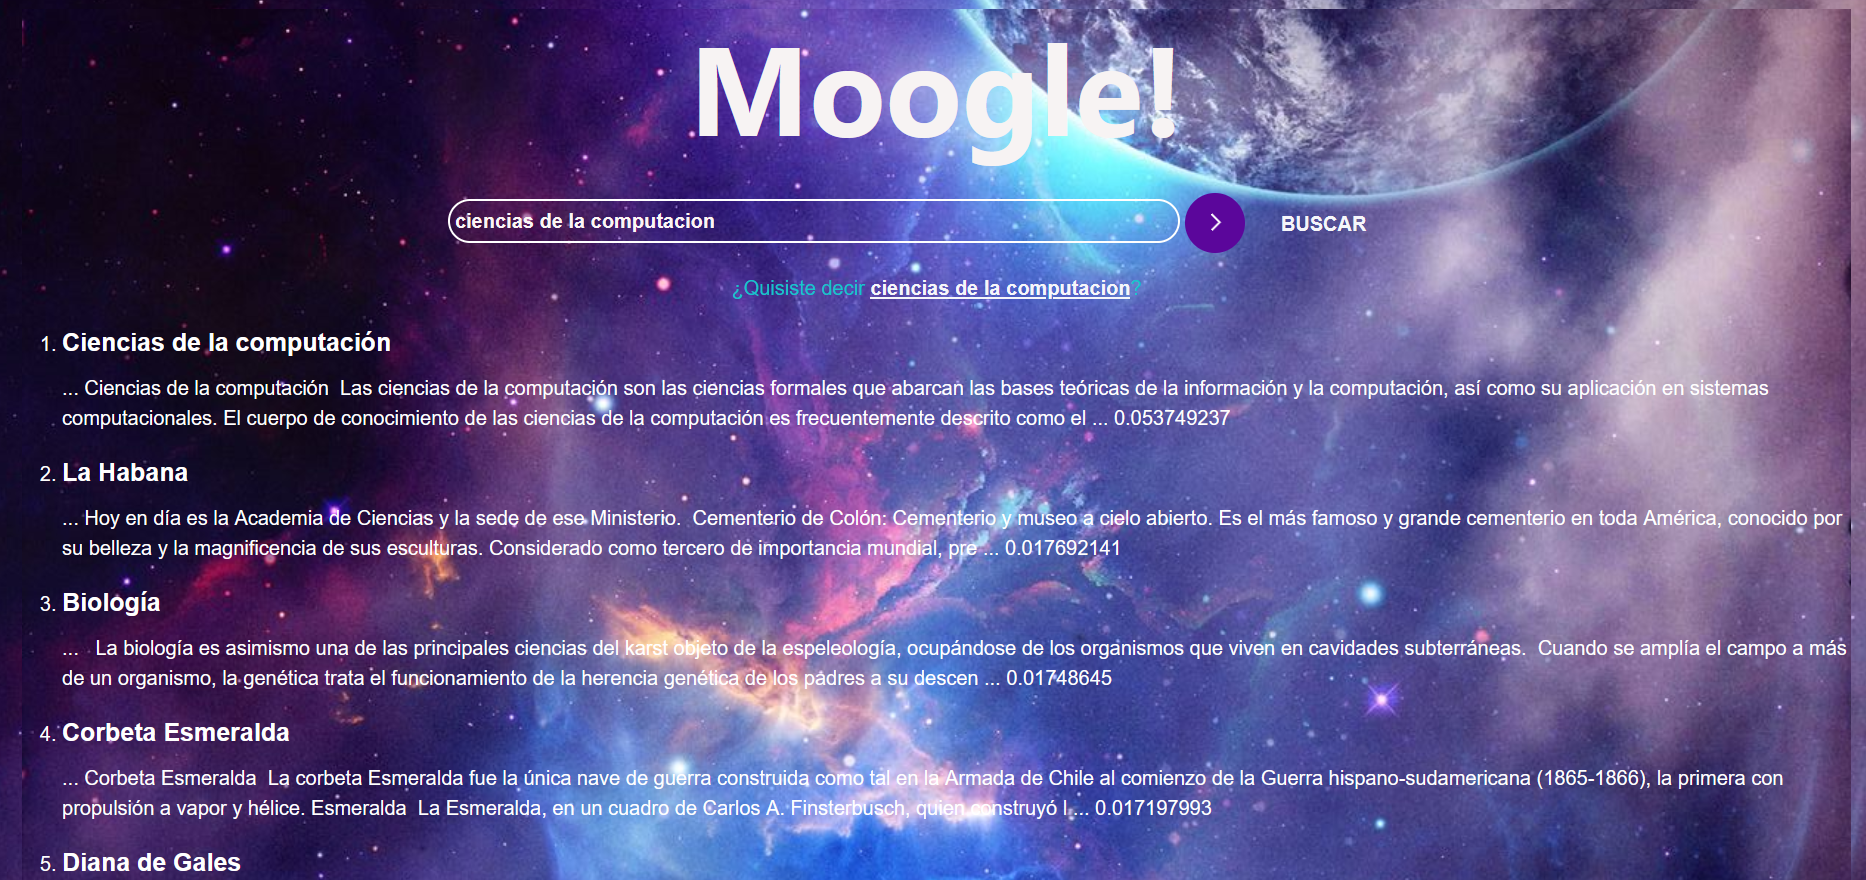 Moogle!
ciencias de la computacion
BUSCAR
¿Quisiste decir ciencias de la computacion?
1. Ciencias de la computación
... Ciencias de la computación Las ciencias de la computación son las ciencias formales que abarcan las bases teóricas de la información y la computación, así como su aplicación en sistemas
computacionales. El cuerpo de conocimiento de las ciencias de la computación es frecuentemente descrito como el ... 0.053749237
2. La Habana
... Hoy en día es la Academia de Ciencias y la sede de ese Ministerio. Cementerio de Colón: Cementerio y museo a cielo abierto. Es el más famoso y grande cementerio en toda América, conocido por
su belleza y la magnificencia de sus esculturas. Considerado como tercero de importancia mundial, pre ... 0.017692141
3. Biología
... La biología es asimismo una de las principales ciencias del karst objeto de la espeleología, ocupándose de los organismos que viven en cavidades subterráneas. Cuando se amplía el campo a más
de un organismo, la genética trata el funcionamiento de la herencia genética de los padres a su descen ... 0.01748645
4. Corbeta Esmeralda
... Corbeta Esmeralda La corbeta Esmeralda fue la única nave de guerra construida como tal en la Armada de Chile al comienzo de la Guerra hispano-sudamericana (1865-1866), la primera con
propulsión a vapor y hélice. Esmeralda La Esmeralda, en un cuadro de Carlos A. Finsterbusch, quien construyó l ... 0.017197993
5. Diana de Gales